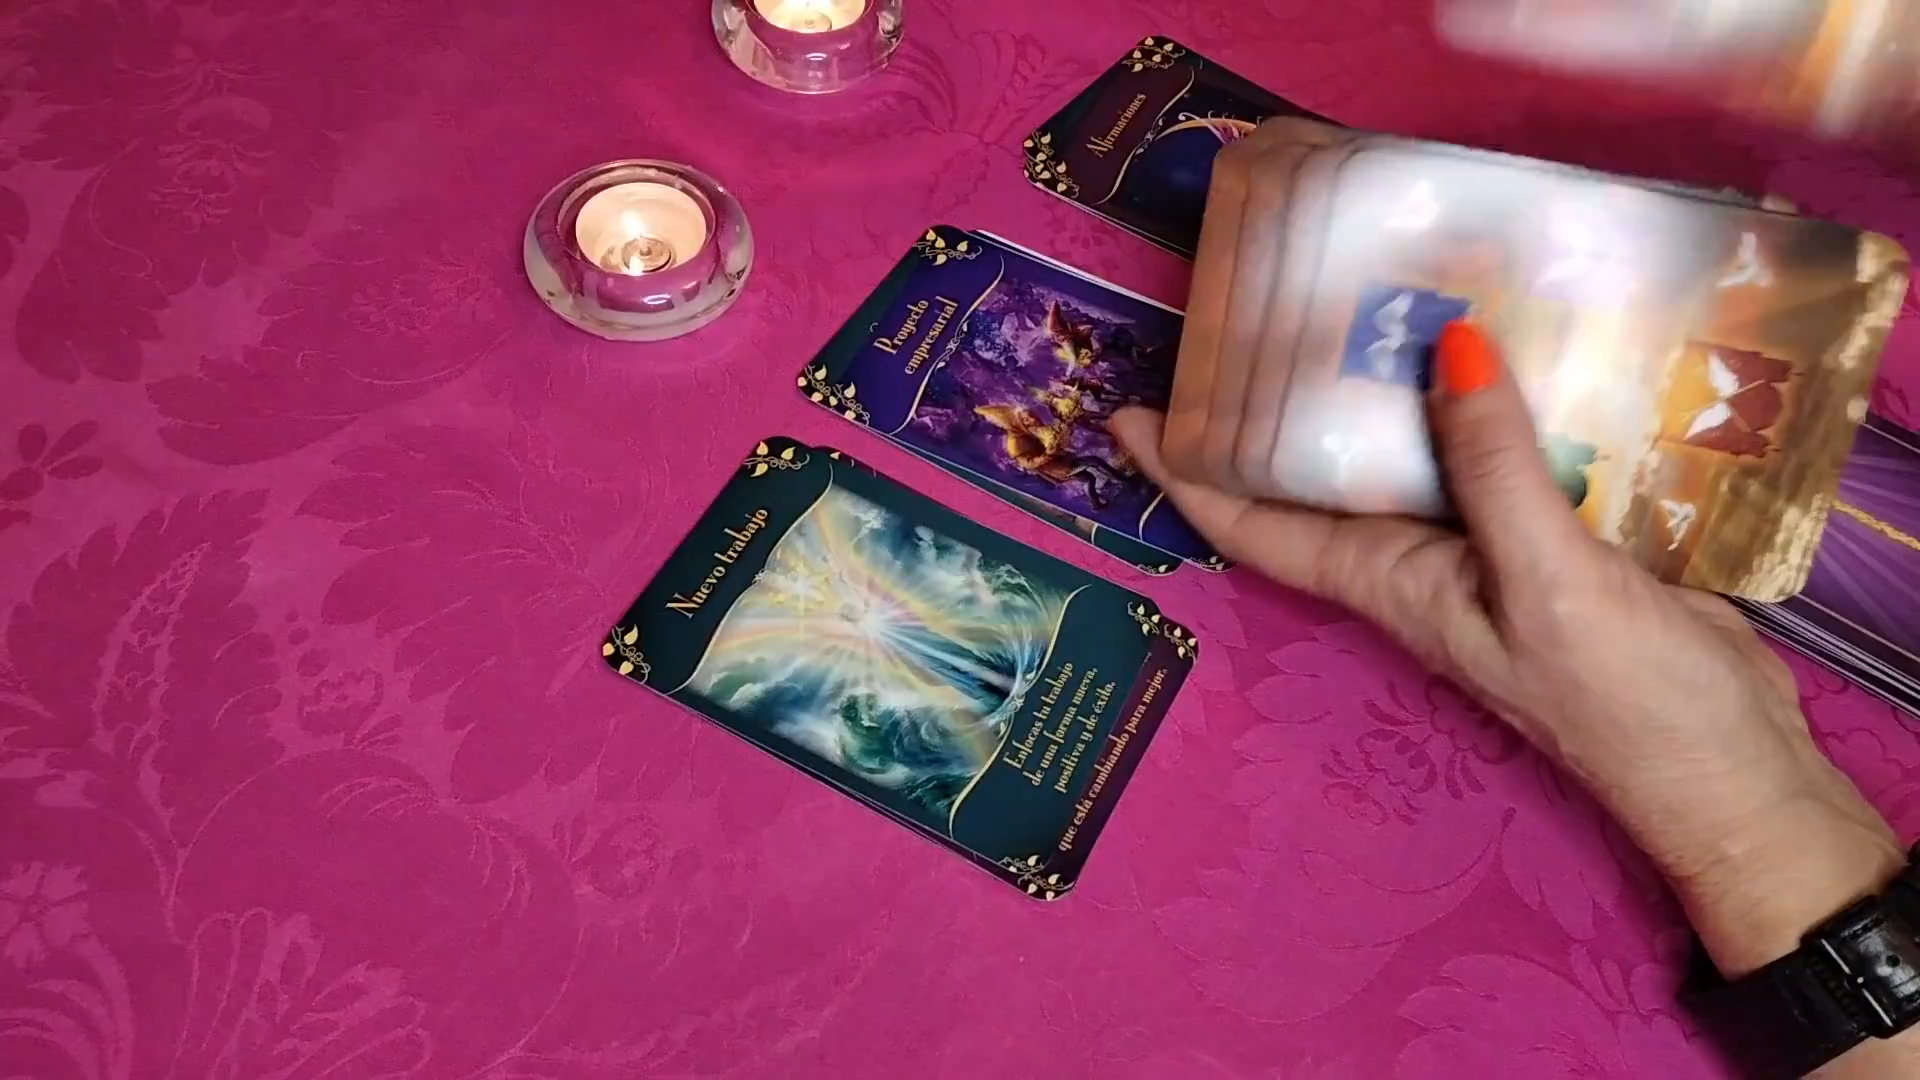 Afirmaciones
Proyecto
empresarial
Nuevo trabajo
Enfocas tu trabajo
de una forma nueva,
positiva y de éxito.
que está cambiando para mejor.